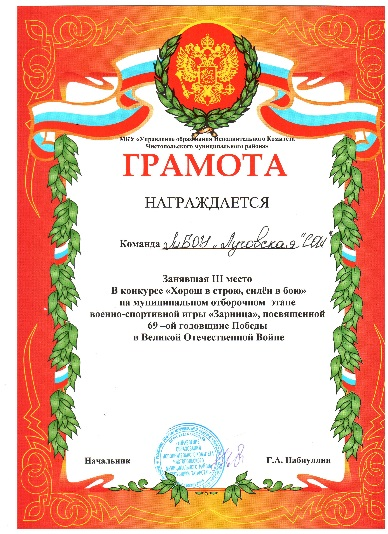 МКУ «Управление образования Исполнительного Комитета
Чистопольского муниципального района»
ГРАМОТА
НАГРАЖДАЕТСЯ
Команда МБОУ „Луговская" СОШ"
Занявшая III место
В конкурсе «Хорош в строю, силён в бою»
на муниципальном отборочном этапе
военно-спортивной игры «Зарница», посвященной
69 –ой годовщине Победы
в Великой Отечественной Войне
Начальник Г.А. Набиуллин